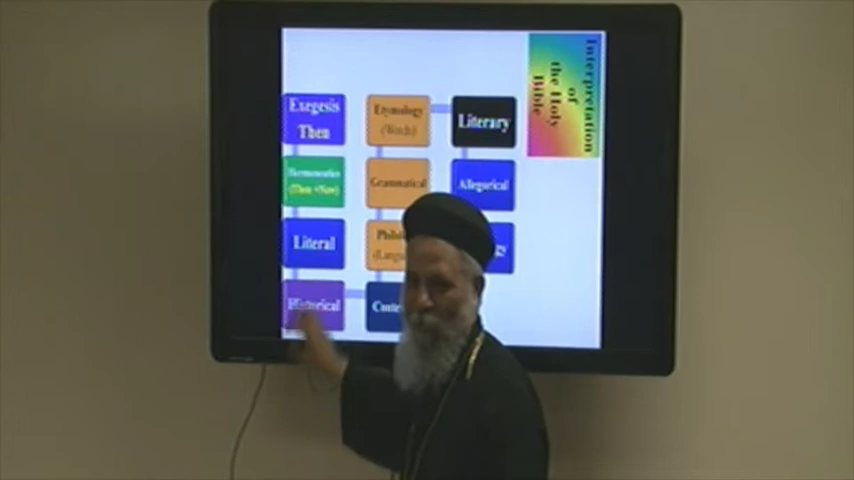 Interpretation
of
the Holy
Bible
Exegesis
Then
Hermeneutics
(Then +Now)
Literal
Historical
Etymology
(Words)
Grammatical
Literary
Allegorical